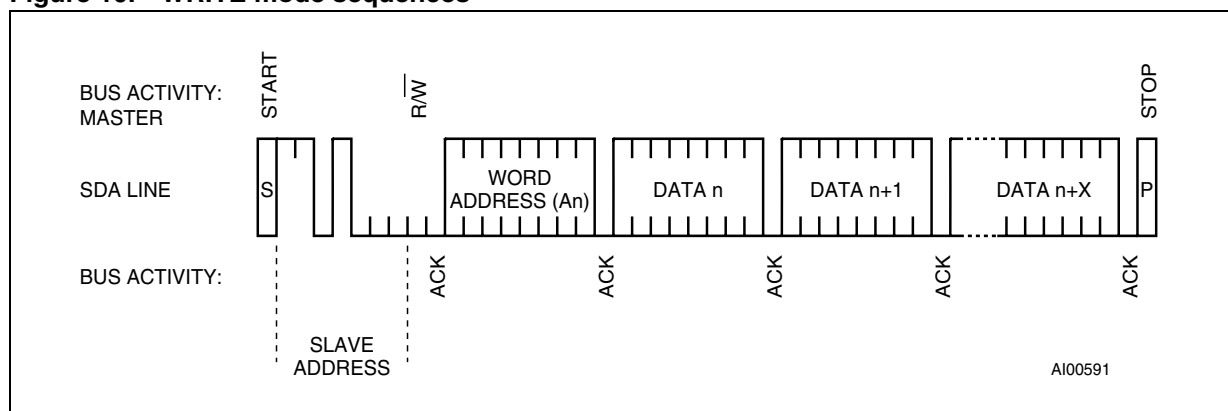 Figure 16. WRITE mode sequences
BUS ACTIVITY:
MASTER
START
R/W
STOP
SDA LINE
S
WORD
ADDRESS (An)
DATA n
DATA n+1
DATA n+X
P
BUS ACTIVITY:
ACK
ACK
ACK
ACK
ACK
SLAVE
ADDRESS
AI00591